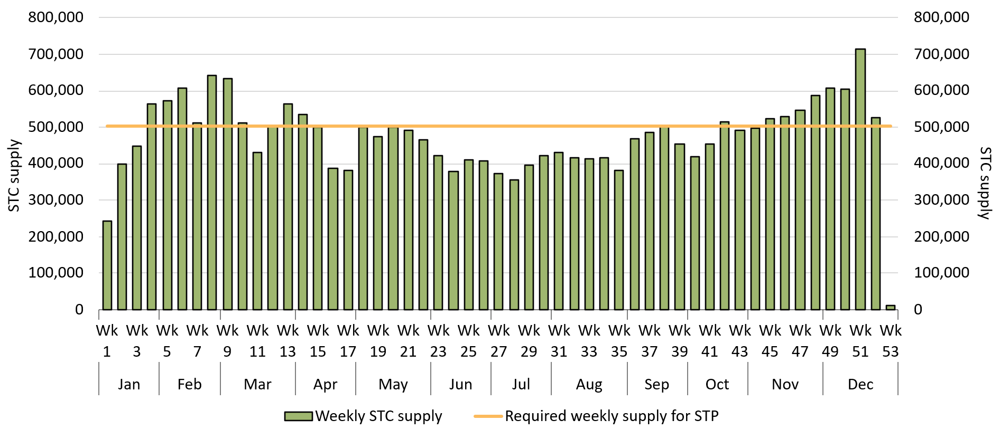 800,000 800,000
700,000 700,000
600,000 600,000
500,000 500,000
400,000 400,000
300,000 300,000
200,000 200,000
100,000 100,000
0 0
STC supply
STC supply
Wk Wk Wk Wk Wk Wk Wk Wk Wk Wk Wk Wk Wk Wk Wk Wk Wk Wk Wk Wk Wk Wk Wk Wk Wk Wk Wk
1 3 5 7 9 11 13 15 17 19 21 23 25 27 29 31 33 35 37 39 41 43 45 47 49 51 53
Jan Feb Mar Apr May Jun Jul Aug Sep Oct Nov Dec
Weekly STC supply Required weekly supply for STP